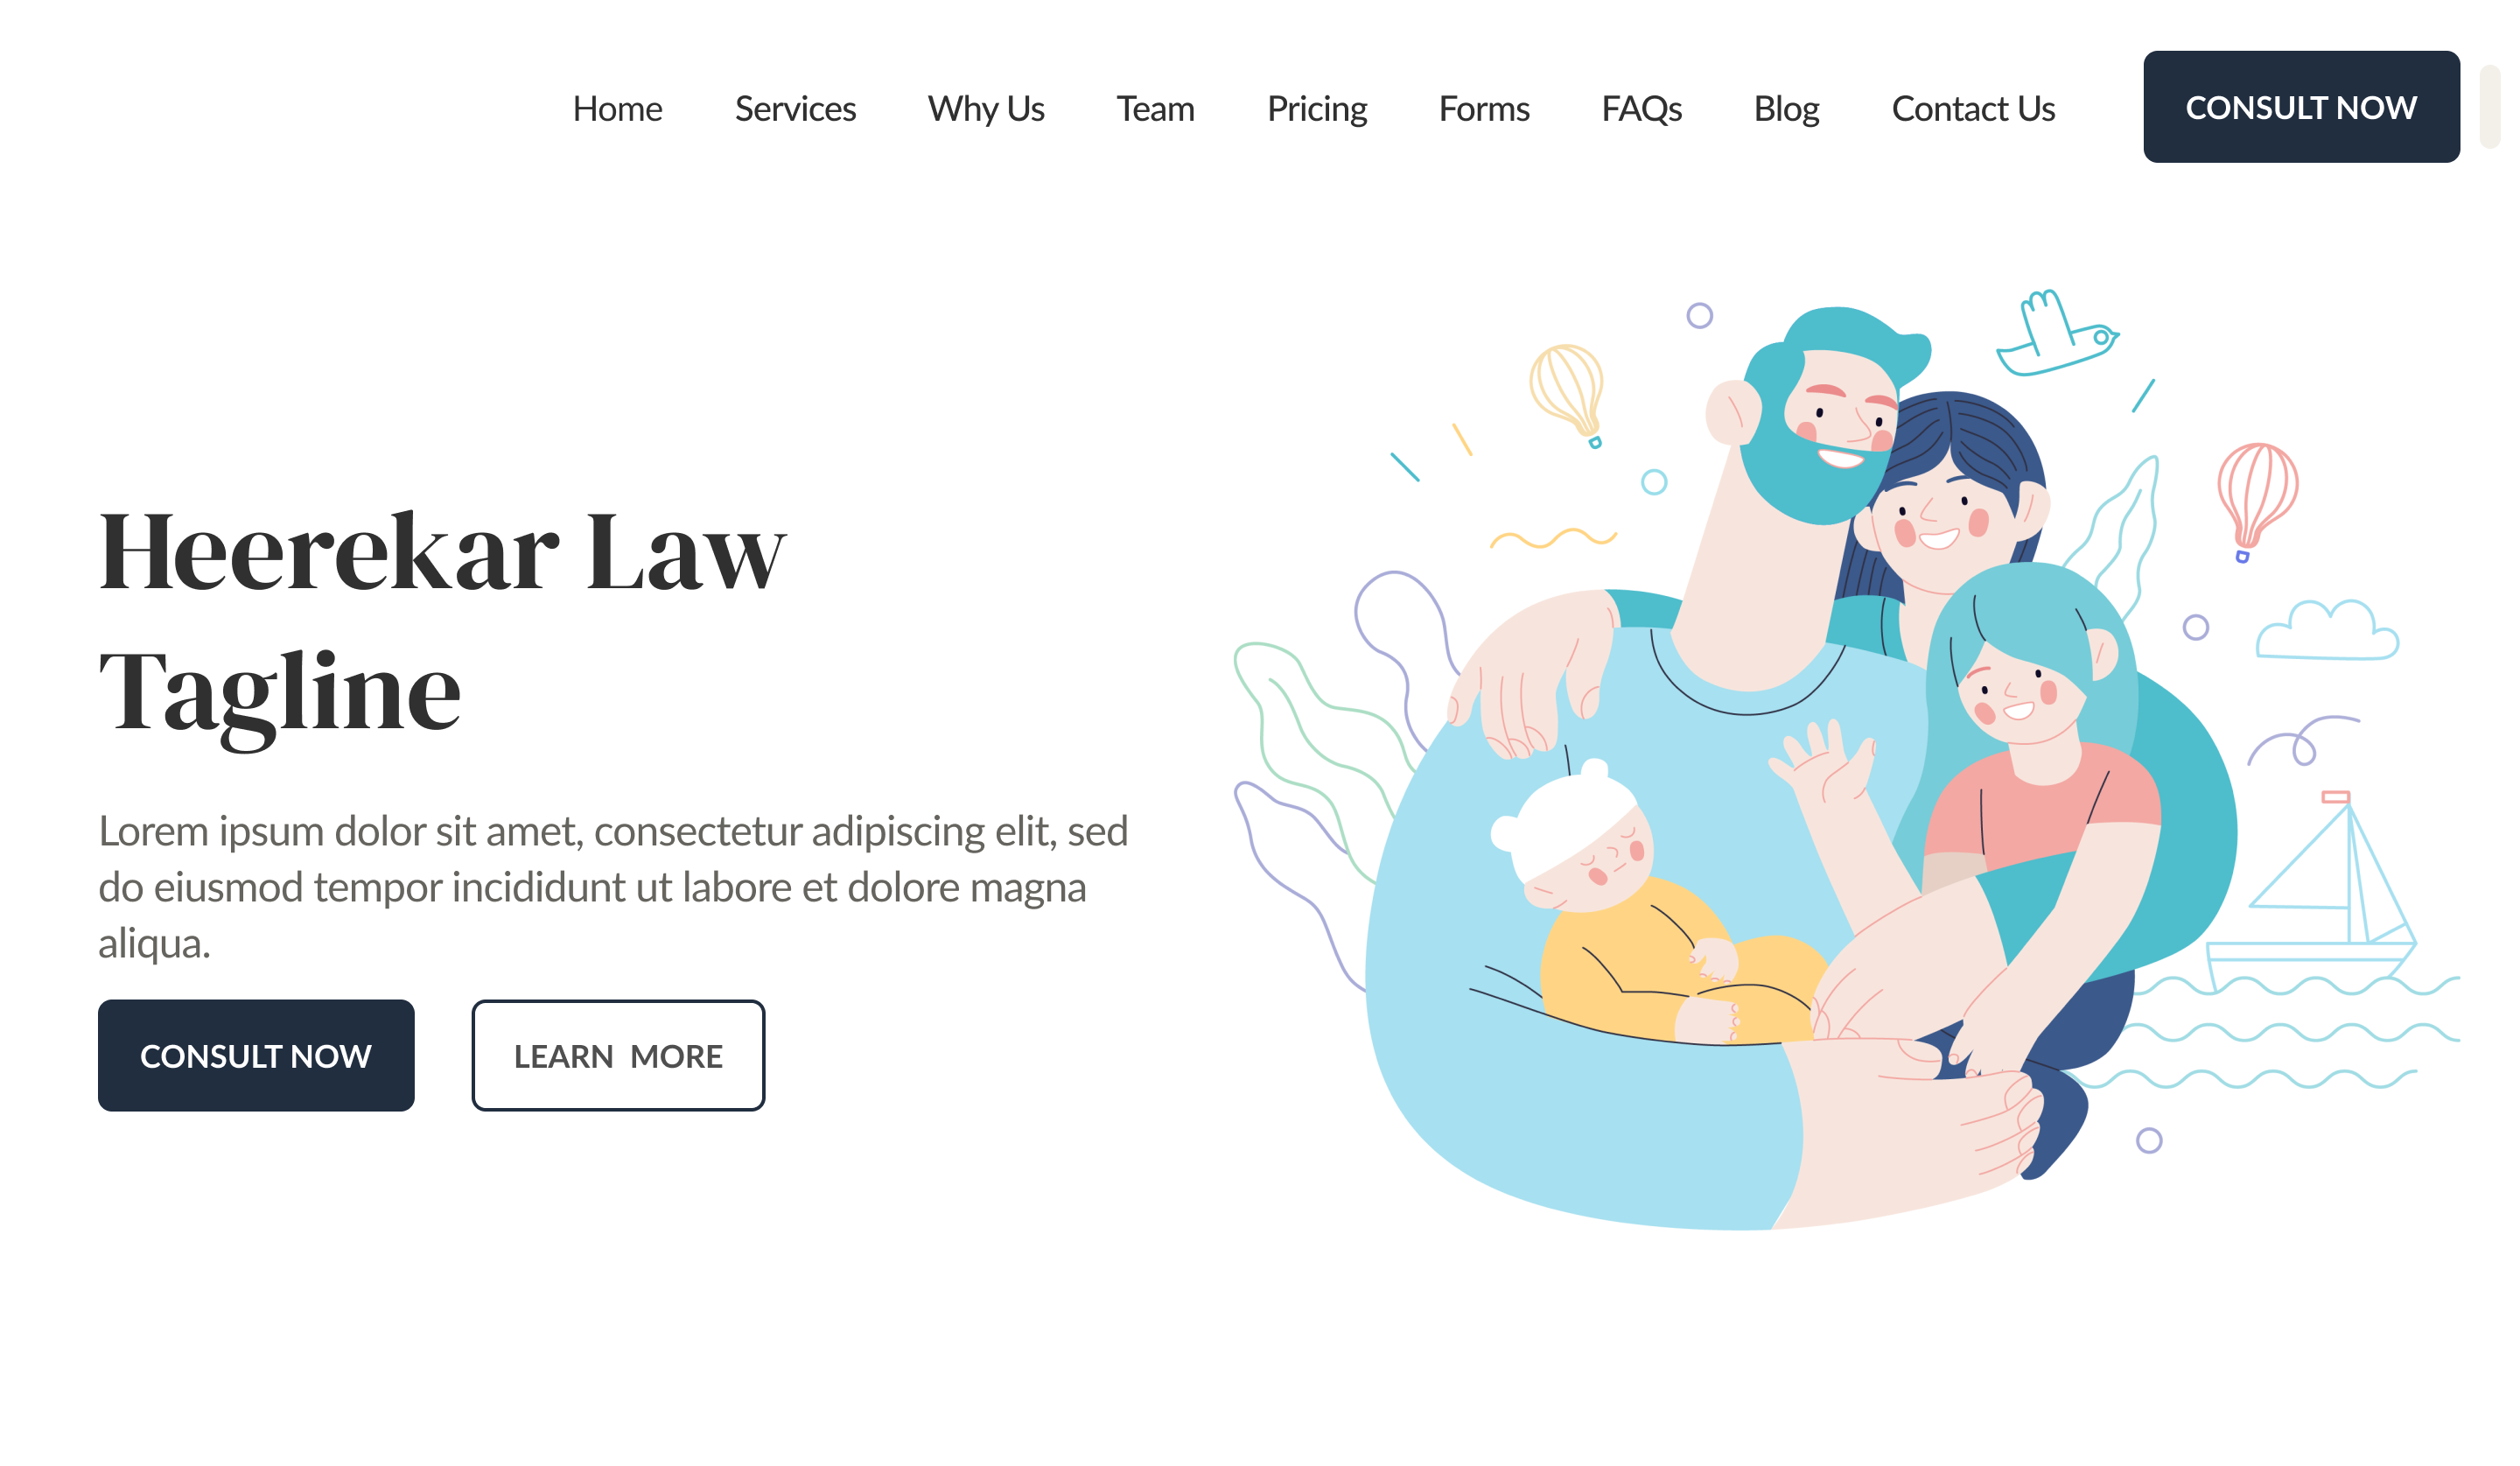 Home Services Why Us Team Pricing Forms FAQs Blog Contact Us CONSULT NOW
Heerekar Law
Tagline
Lorem ipsum dolor sit amet, consectetur adipiscing elit, sed
do eiusmod tempor incididunt ut labore et dolore magna
aliqua.
CONSULT NOW LEARN MORE